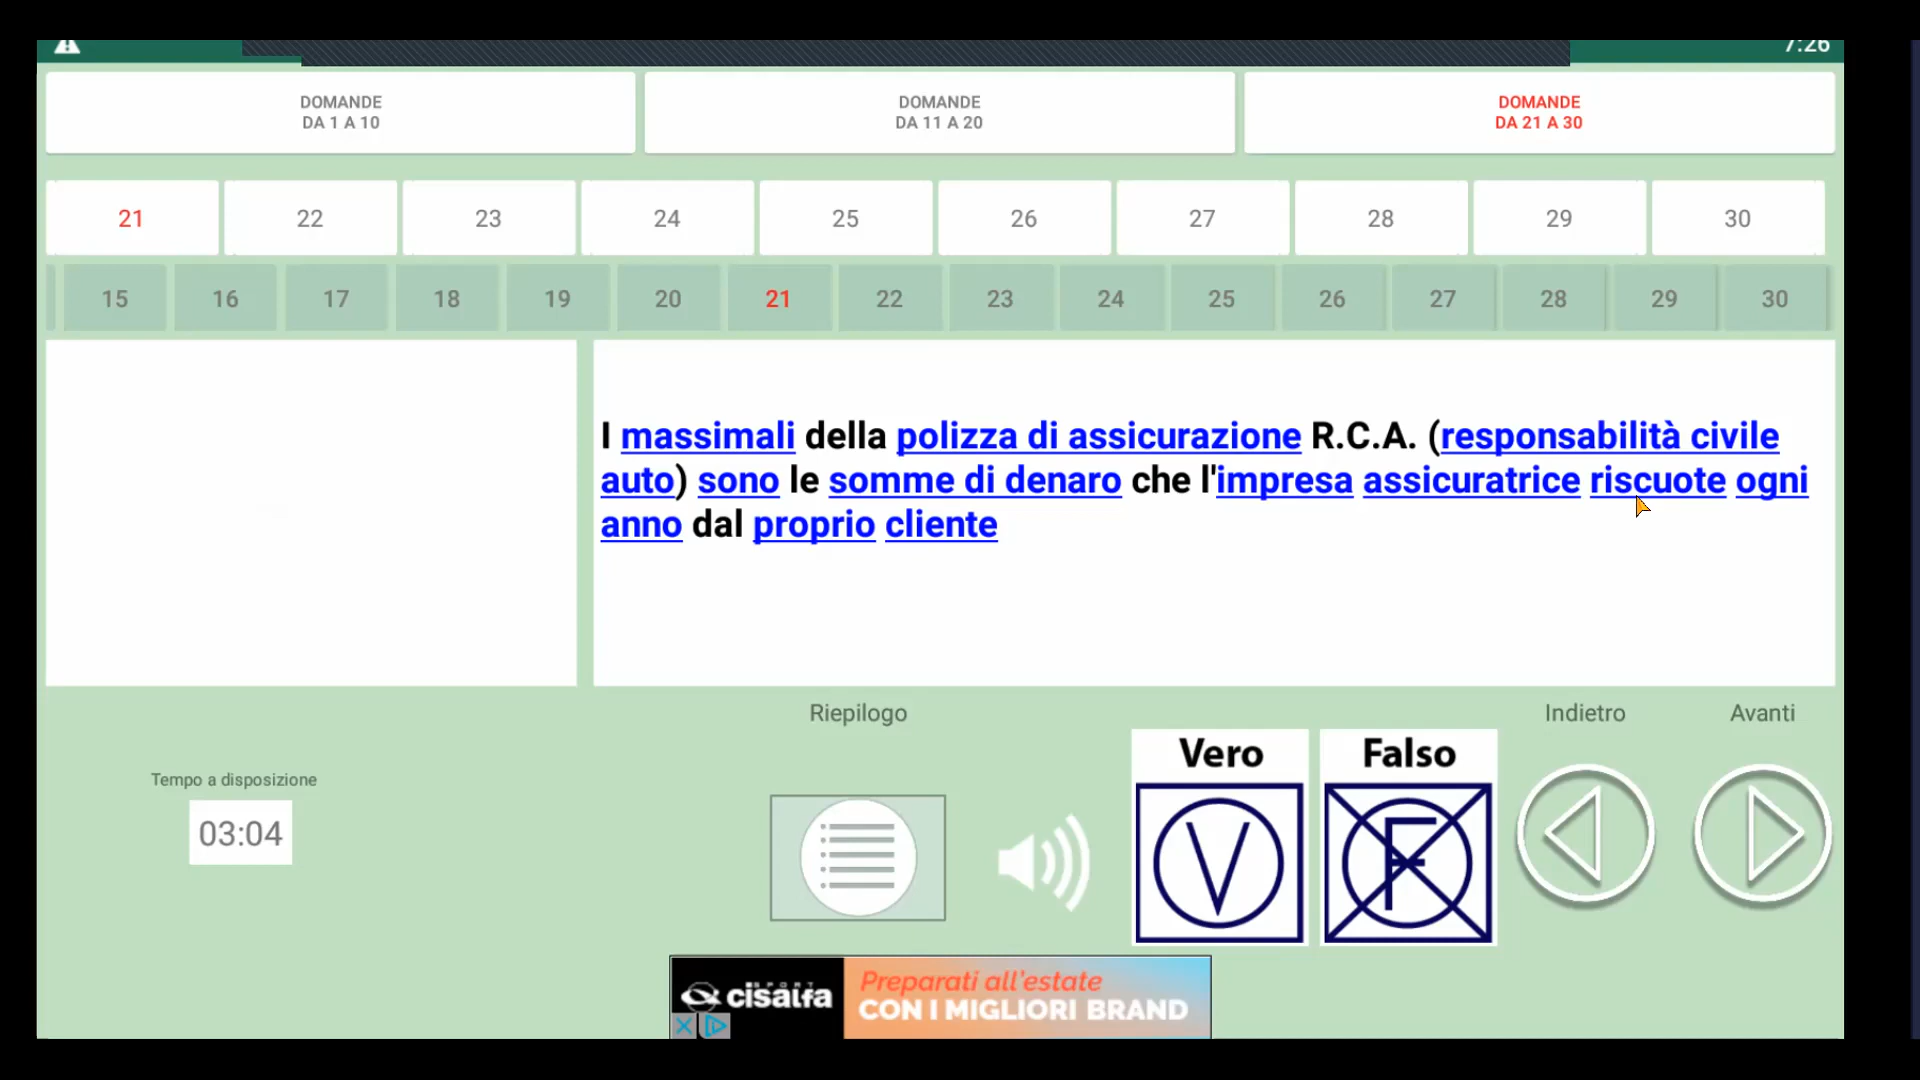 7:26
DOMANDE
DA 1 A 10
DOMANDE
DA 11 A 20
DOMANDE
DA 21 A 30
21 22 23 24 25 26 27 28 29 30
15 16 17 18 19 20 21 22 23 24 25 26 27 28 29 30
I massimali della polizza di assicurazione R.C.A. (responsabilità civile
auto) sono le somme di denaro che l'impresa assicuratrice riscuote ogni
anno dal proprio cliente
Riepilogo
Indietro
Avanti
Tempo a disposizione
03:04
Vero
V
Falso
F
SPORT
cisalfa
Preparati all'estate
CON I MIGLIORI BRAND